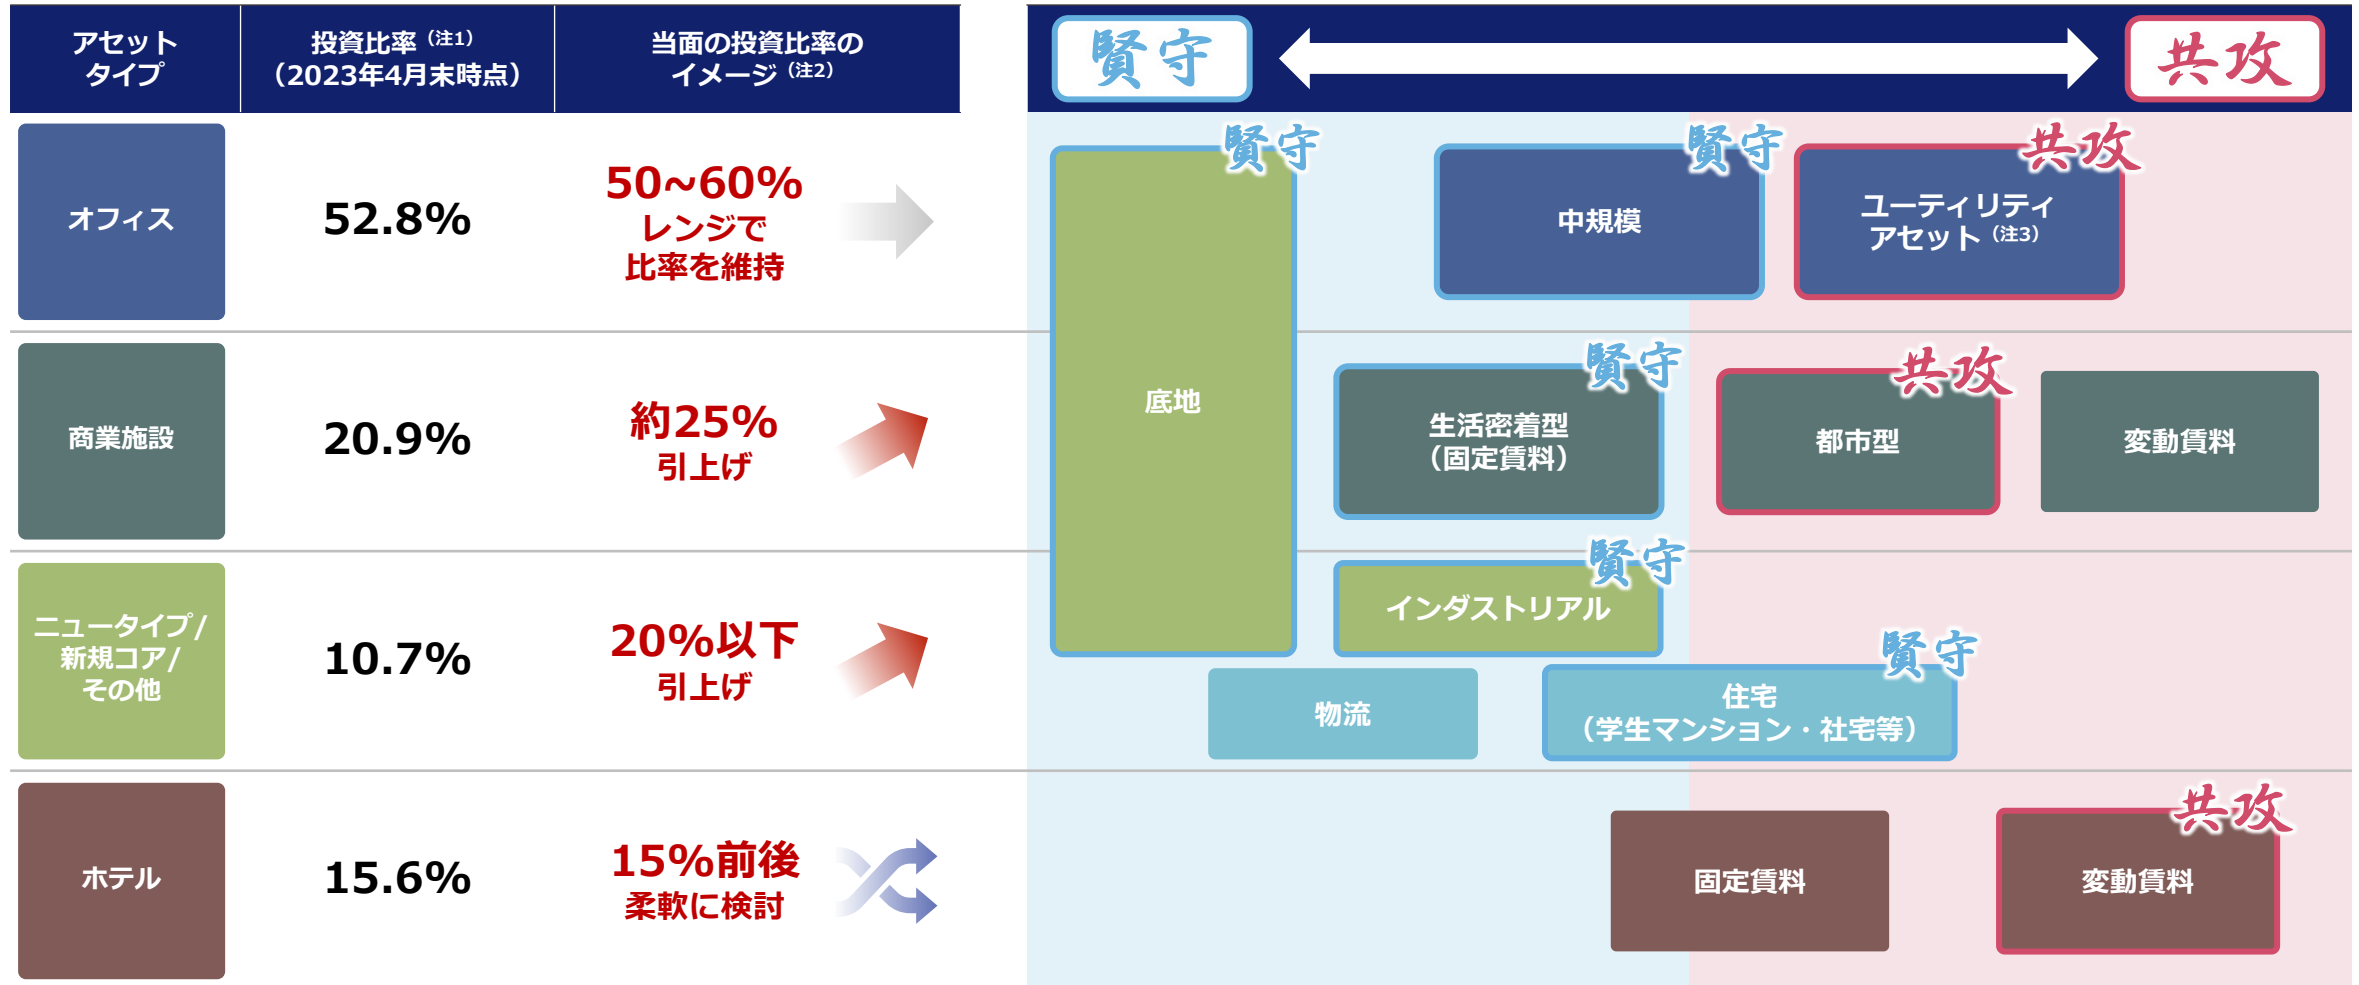 アセット
タイプ
投資比率（注1）
（2023年4月末時点）
当面の投資比率の
イメージ（注2）
賢守
共攻
オフィス
52.8%
50~60%
レンジで
比率を維持
賢守
底地
賢守
中規模
共攻
ユーティリティ
アセット（注3）
商業施設
20.9%
約25%
引上げ
賢守
生活密着型
（固定賃料）
共攻
都市型
変動賃料
ニュータイプ/
新規コア/
その他
10.7%
20%以下
引上げ
賢守
インダストリアル
物流
賢守
住宅
（学生マンション・社宅等）
ホテル
15.6%
15%前後
柔軟に検討
固定賃料
共攻
変動賃料